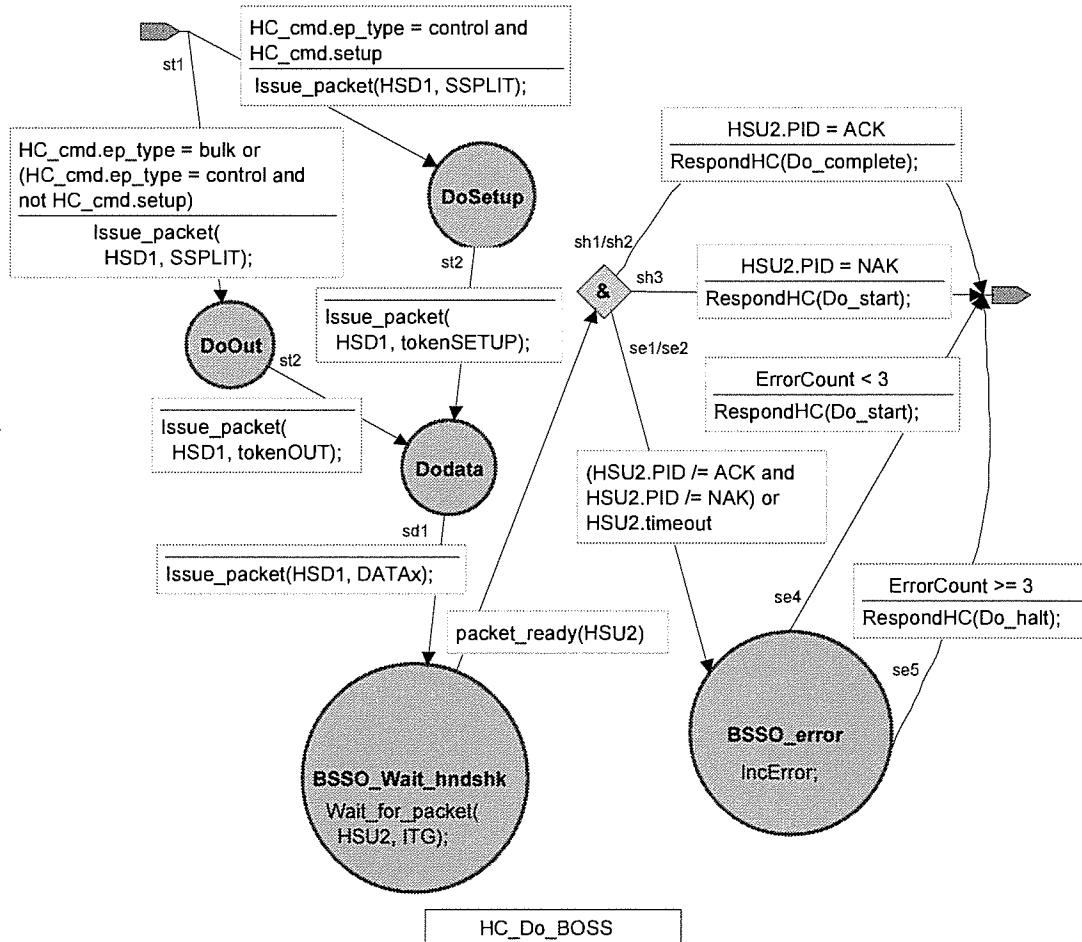 HC_cmd.ep_type = control and
HC_cmd.setup
Issue_packet(HSD1, SSPLIT);
st1
HC_cmd.ep_type = bulk or
(HC_cmd.ep_type = control and
not HC_cmd.setup)
Issue_packet(
HSD1, SSPLIT);
DoSetup
st2
Issue_packet(
HSD1, tokenSETUP);
DoOut
st2
Issue_packet(
HSD1, tokenOUT);
Dodata
sd1
Issue_packet(HSD1, DATAx);
BSSO_Wait_hndshk
Wait_for_packet(
HSU2, ITG);
packet_ready(HSU2)
&
sh1/sh2
HSU2.PID = ACK
RespondHC(Do_complete);
sh3
HSU2.PID = NAK
RespondHC(Do_start);
se1/se2
(HSU2.PID /= ACK and
HSU2.PID /= NAK) or
HSU2.timeout
ErrorCount < 3
RespondHC(Do_start);
se4
ErrorCount >= 3
RespondHC(Do_halt);
se5
BSSO_error
IncError;
HC_Do_BOSS